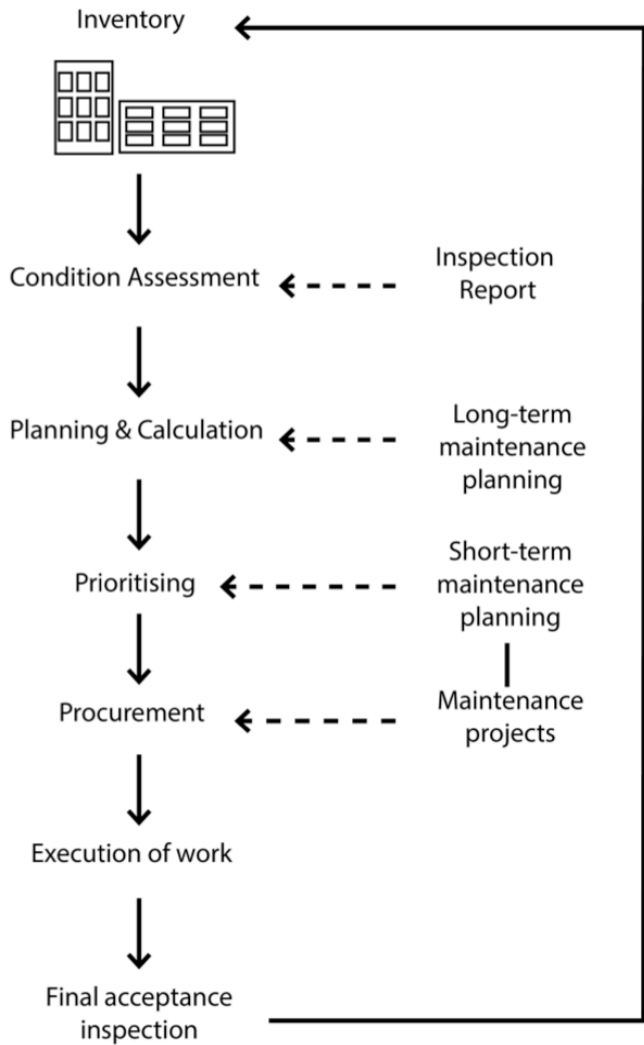 Inventory
Condition Assessment
Inspection
Report
Planning & Calculation
Long-term
maintenance
planning
Prioritising
Short-term
maintenance
planning
Procurement
Maintenance
projects
Execution of work
Final acceptance
inspection